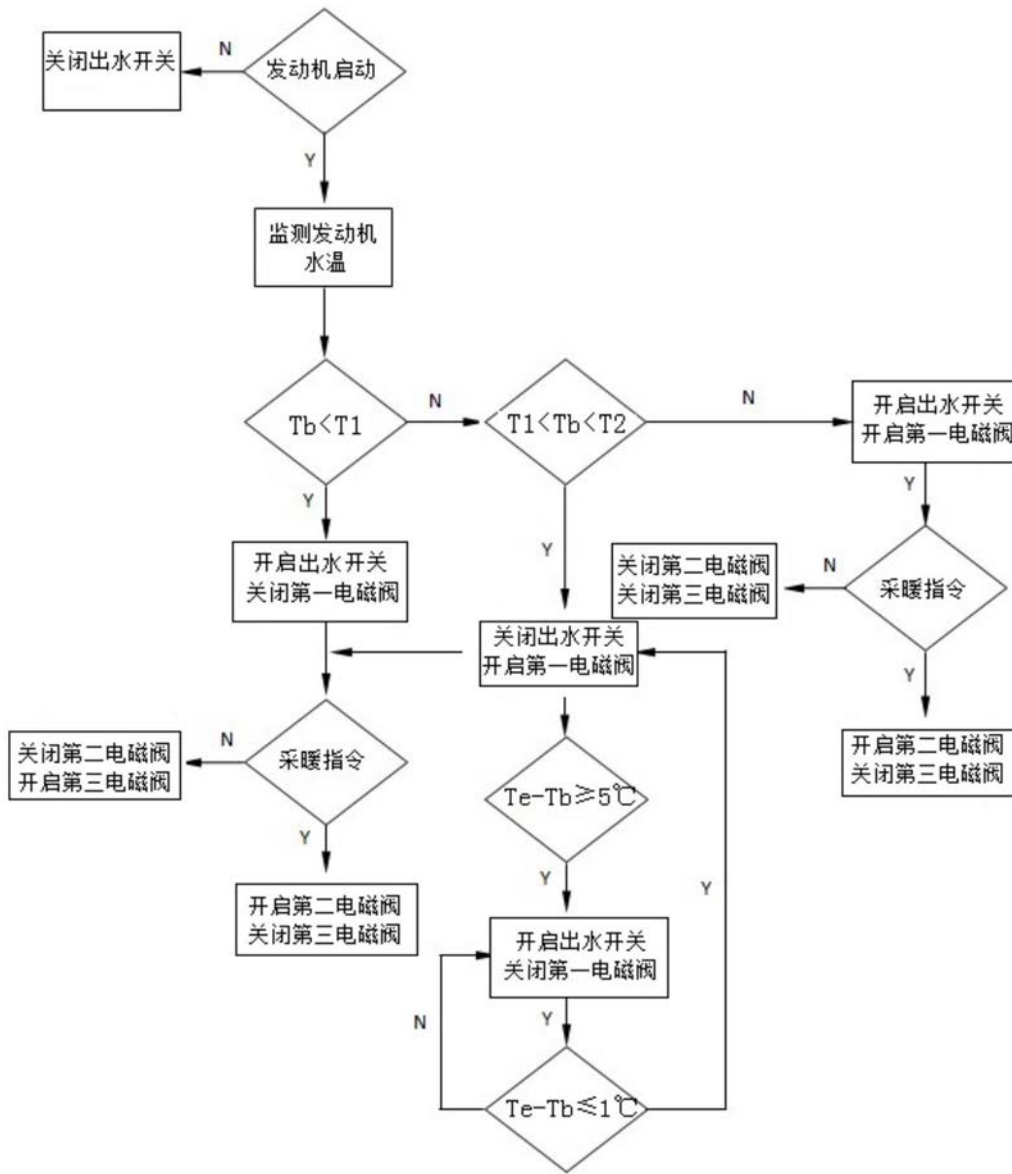 关闭出水开关
N
发动机启动
Y
监测发动机
水温
Tb<T1
N
T1<Tb<T2
N
开启出水开关
开启第一电磁阀
Y
Y
Y
开启出水开关
关闭第一电磁阀
关闭第二电磁阀
关闭第三电磁阀
N
采暖指令
关闭出水开关
开启第一电磁阀
Y
关闭第二电磁阀
开启第三电磁阀
N
采暖指令
开启第二电磁阀
关闭第三电磁阀
Te-Tb≥5℃
Y
Y
Y
开启第二电磁阀
关闭第三电磁阀
开启出水开关
关闭第一电磁阀
N
Y
Te-Tb≤1℃